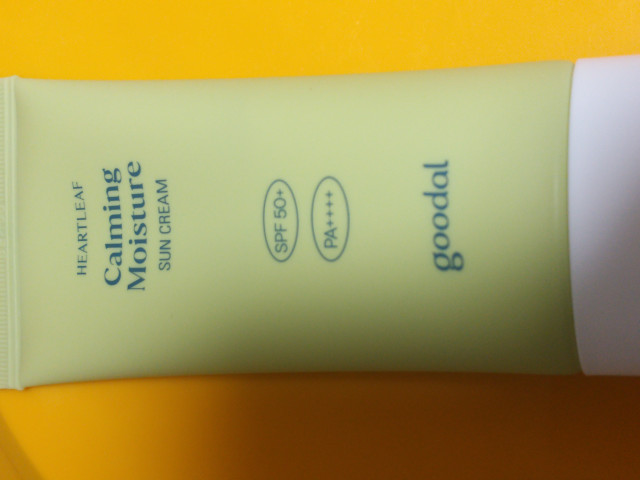 HEARTLEAF
Calming
Moisture
SUN CREAM
SPF 50+
PA++++
goodal